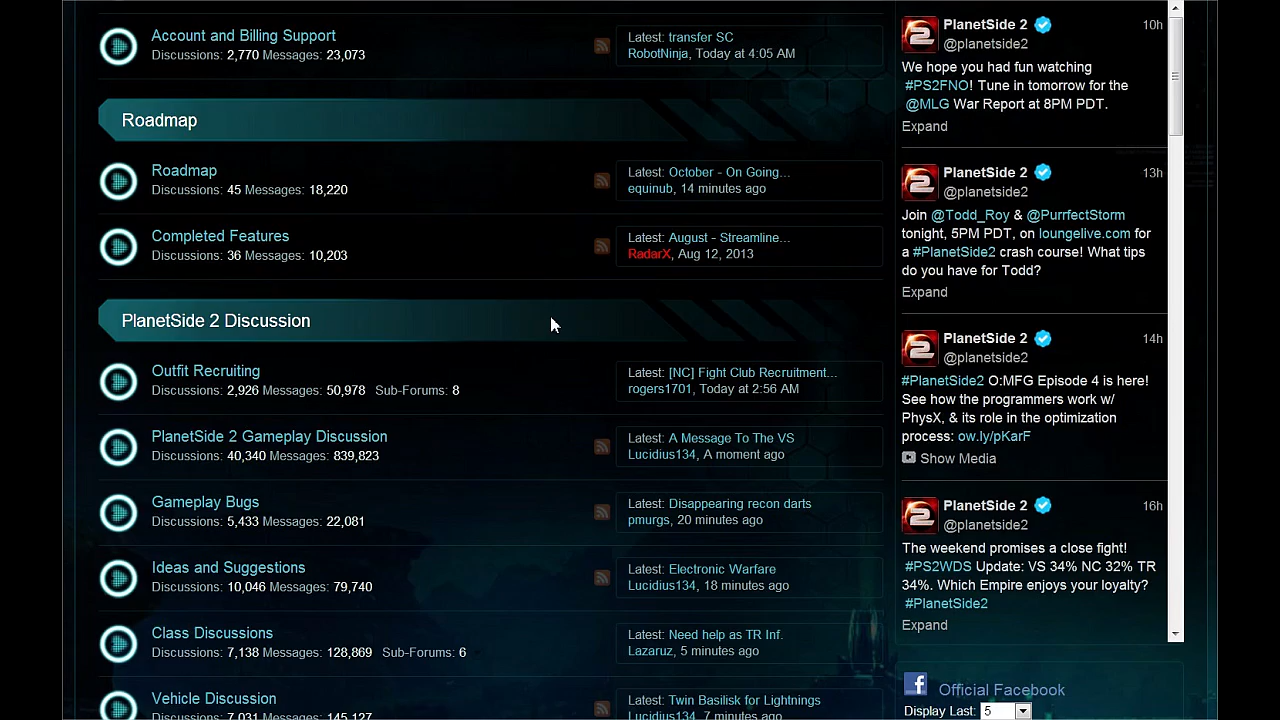 Account and Billing Support
Discussions: 2,770 Messages: 23,073
Latest: transfer SC
RobotNinja, Today at 4:05 AM
Roadmap
Roadmap
Discussions: 45 Messages: 18,220
Latest: October - On Going...
equinub, 14 minutes ago
Completed Features
Discussions: 36 Messages: 10,203
Latest: August - Streamline...
RadarX, Aug 12, 2013
PlanetSide 2 Discussion
Outfit Recruiting
Discussions: 2,926 Messages: 50,978 Sub-Forums: 8
Latest: [NC] Fight Club Recruitment...
rogers1701, Today at 2:56 AM
PlanetSide 2 Gameplay Discussion
Discussions: 40,340 Messages: 839,823
Latest: A Message To The VS
Lucidius134, A moment ago
Gameplay Bugs
Discussions: 5,433 Messages: 22,081
Latest: Disappearing recon darts
pmurgs, 20 minutes ago
Ideas and Suggestions
Discussions: 10,046 Messages: 79,740
Latest: Electronic Warfare
Lucidius134, 18 minutes ago
Class Discussions
Discussions: 7,138 Messages: 128,869 Sub-Forums: 6
Latest: Need help as TR Inf.
Lazaruz, 5 minutes ago
Vehicle Discussion
Discussions: 7,031 Messages: 145,127
Latest: Twin Basilisk for Lightnings
Lucidius134, 7 minutes ago
PlanetSide 2 10h
@planetside2
We hope you had fun watching
#PS2FNO! Tune in tomorrow for the
@MLG War Report at 8PM PDT.
Expand
PlanetSide 2 13h
@planetside2
Join @Todd_Roy & @PurrfectStorm
tonight, 5PM PDT, on loungelive.com for
a #PlanetSide2 crash course! What tips
do you have for Todd?
Expand
PlanetSide 2 14h
@planetside2
#PlanetSide2 O:MFG Episode 4 is here!
See how the programmers work w/
PhysX, & its role in the optimization
process: ow.ly/pKarF
Show Media
PlanetSide 2 16h
@planetside2
The weekend promises a close fight!
#PS2WDS Update: VS 34% NC 32% TR
34%. Which Empire enjoys your loyalty?
#PlanetSide2
Expand
Official Facebook
Display Last: 5